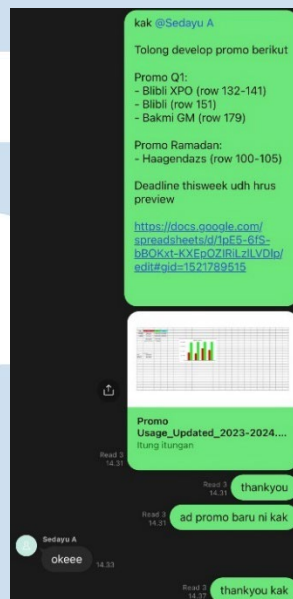 kak @Sedayu A
Tolong develop promo berikut
Promo Q1:
- Blibli XPO (row 132-141)
- Blibli (row 151)
- Bakmi GM (row 179)
Promo Ramadan:
- Haagendazs (row 100-105)
Deadline thisweek udh hrus
preview
https://docs.google.com/
spreadsheets/d/1pE5-6fS-
bBOKxt-KXEpOZIRiLzILVDlp/
edit#gid=1521789515
Promo
Usage_Updated_2023-2024....
Itung itungan
Read 3
14.31
Read 3
14.31
thankyou
Read 3
14.31
ad promo baru ni kak
Sedayu A
okeee
14.33
Read 3
14.37
thankyou kak